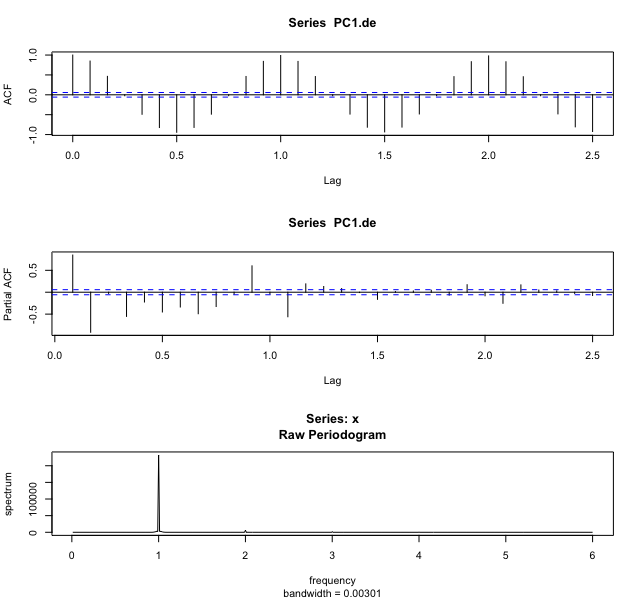 Series PC1.de
ACF
1.0
0.0
-1.0
0.0 0.5 1.0 1.5 2.0 2.5
Lag
Series PC1.de
Partial ACF
0.5
-0.5
0.0 0.5 1.0 1.5 2.0 2.5
Lag
Series: x
Raw Periodogram
spectrum
100000
0
0 1 2 3 4 5 6
frequency
bandwidth = 0.00301